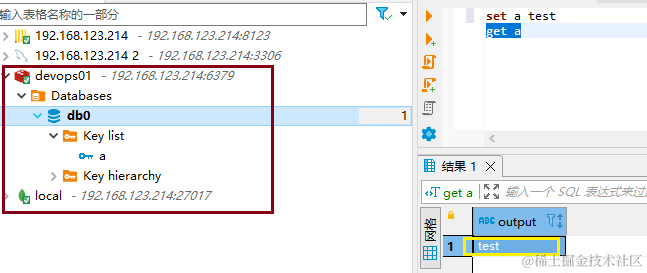 输入表格名称的一部分
192.168.123.214 - 192.168.123.214:8123
192.168.123.214 2 - 192.168.123.214:3306
devops01 - 192.168.123.214:6379
Databases
db0 1
Key list
a
Key hierarchy
local - 192.168.123.214:27017
set a test
get a
结果 1
get a 输入一个 SQL 表达式来过
网格
ABC output
1 test
@稀土掘金技术社区